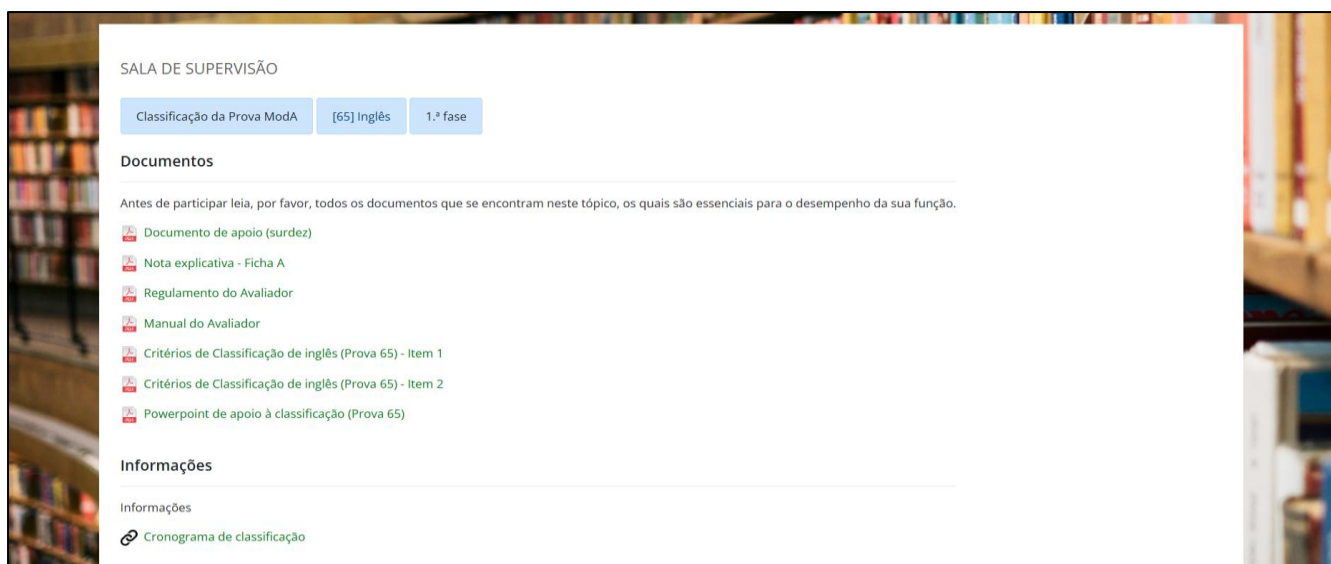 SALA DE SUPERVISÃO
Classificação da Prova ModA
[65] Inglês
1.ª fase
Documentos
Antes de participar leia, por favor, todos os documentos que se encontram neste tópico, os quais são essenciais para o desempenho da sua função.
Documento de apoio (surdez)
Nota explicativa - Ficha A
Regulamento do Avaliador
Manual do Avaliador
Critérios de Classificação de inglês (Prova 65) - Item 1
Critérios de Classificação de inglês (Prova 65) - Item 2
Powerpoint de apoio à classificação (Prova 65)
Informações
Informações
Cronograma de classificação